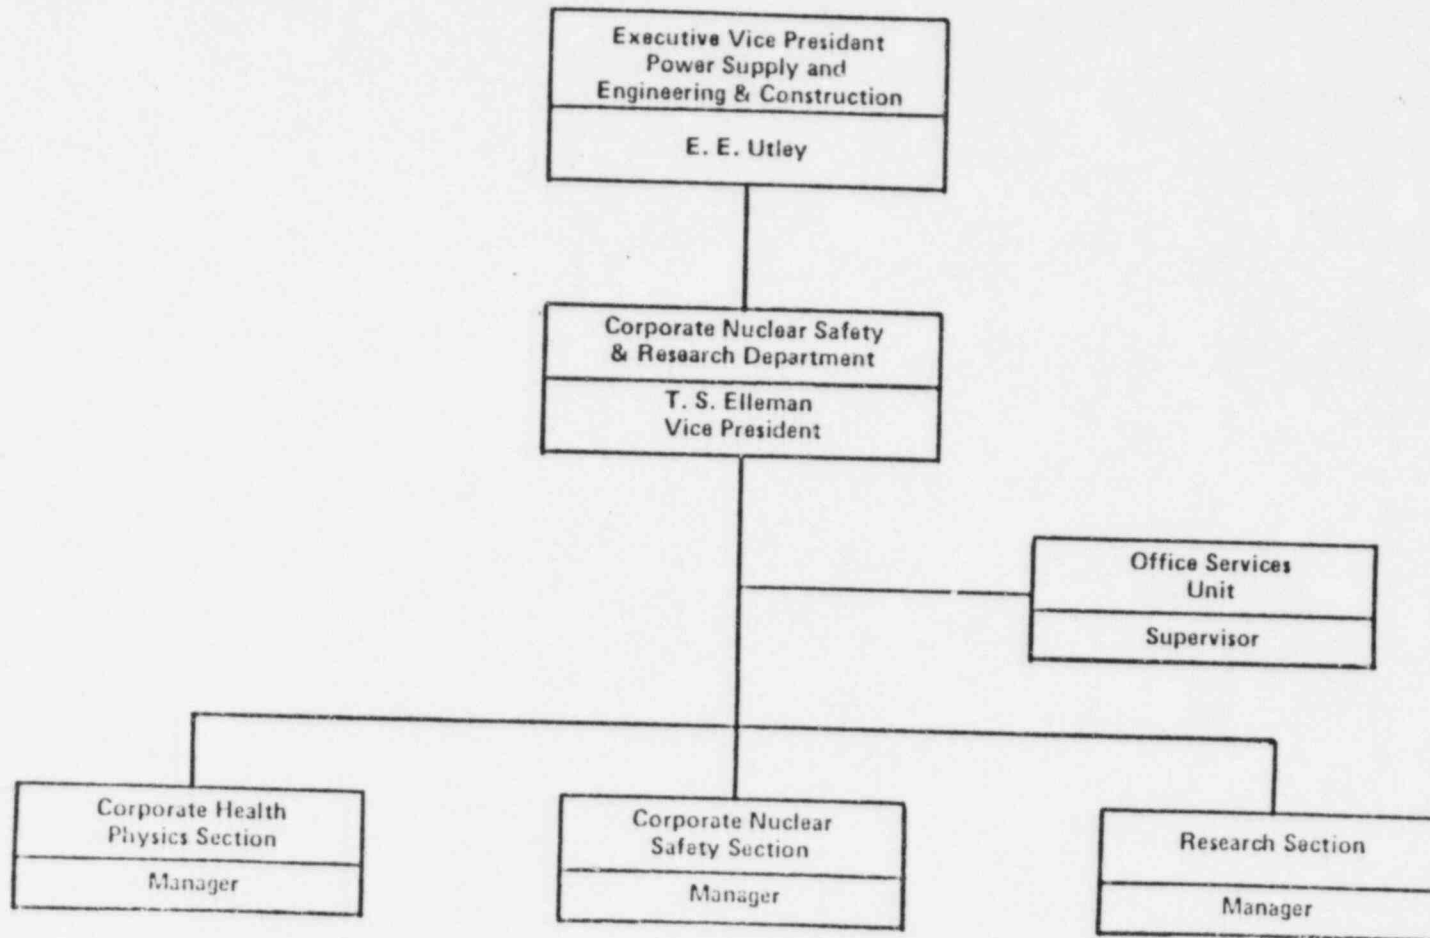 Executive Vice President
Power Supply and
Engineering & Construction
E. E. Utley
Corporate Nuclear Safety
& Research Department
T. S. Elleman
Vice President
Office Services
Unit
Supervisor
Corporate Health
Physics Section
Manager
Corporate Nuclear
Safety Section
Manager
Research Section
Manager